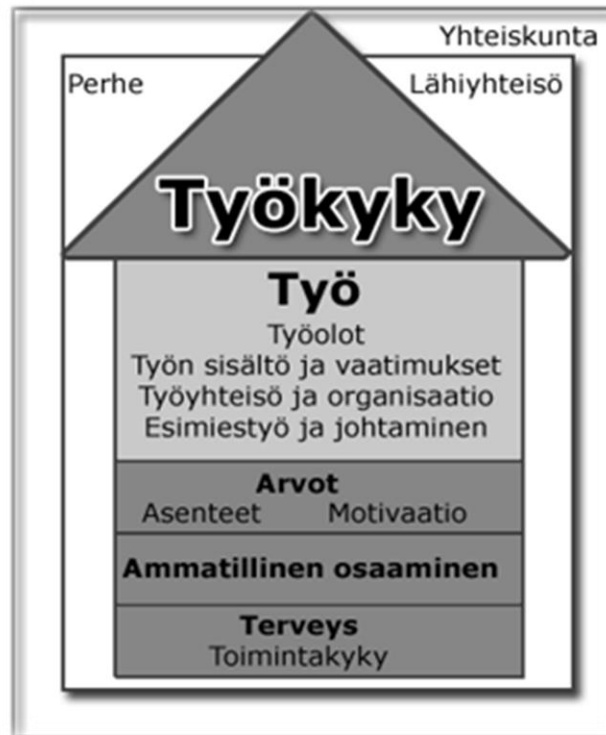 Yhteiskunta
Perhe Lähiyhteisö
Työkyky
Työ
Työolot
Työn sisältö ja vaatimukset
Työyhteisö ja organisaatio
Esimiestyö ja johtaminen
Arvot
Asenteet Motivaatio
Ammatillinen osaaminen
Terveys
Toimintakyky